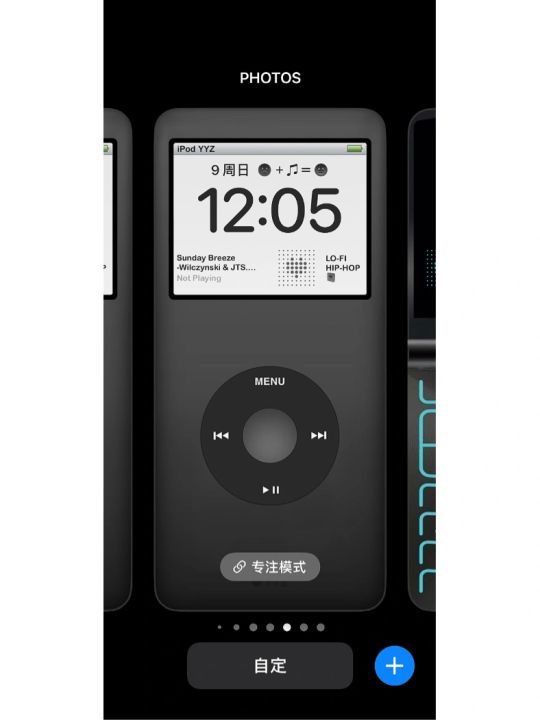 PHOTOS
iPod YYZ
9 周日 🌚+♫=🌚
12:05
Sunday Breeze
-Wilczynski & JTS....
Not Playing
LO-FI
HIP-HOP
MENU
专注模式
自定